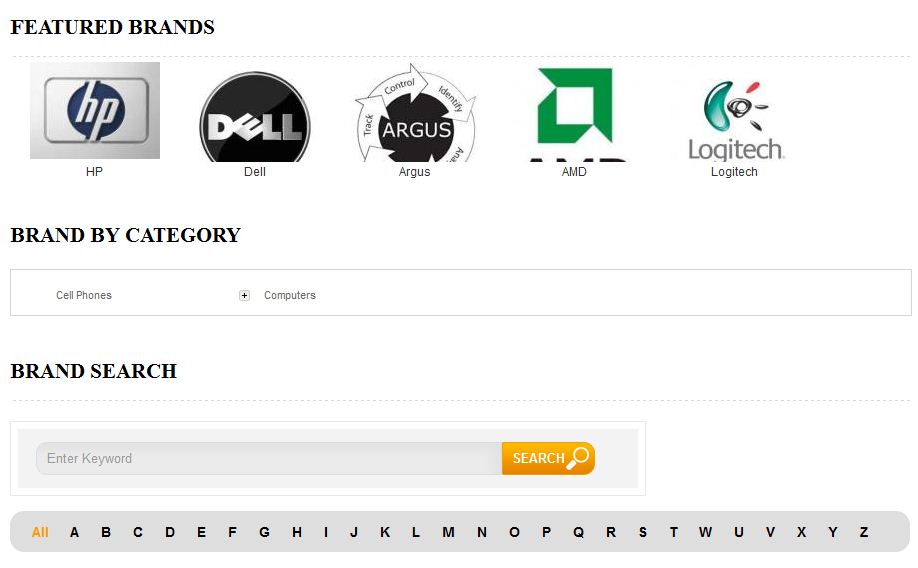 FEATURED BRANDS
hp
DELL
Control
Identify
Track
ARGUS
AMD
Logitech
HP Dell Argus AMD Logitech
BRAND BY CATEGORY
Cell Phones Computers
BRAND SEARCH
Enter Keyword SEARCH
All A B C D E F G H I J K L M N O P Q R S T W U V X Y Z